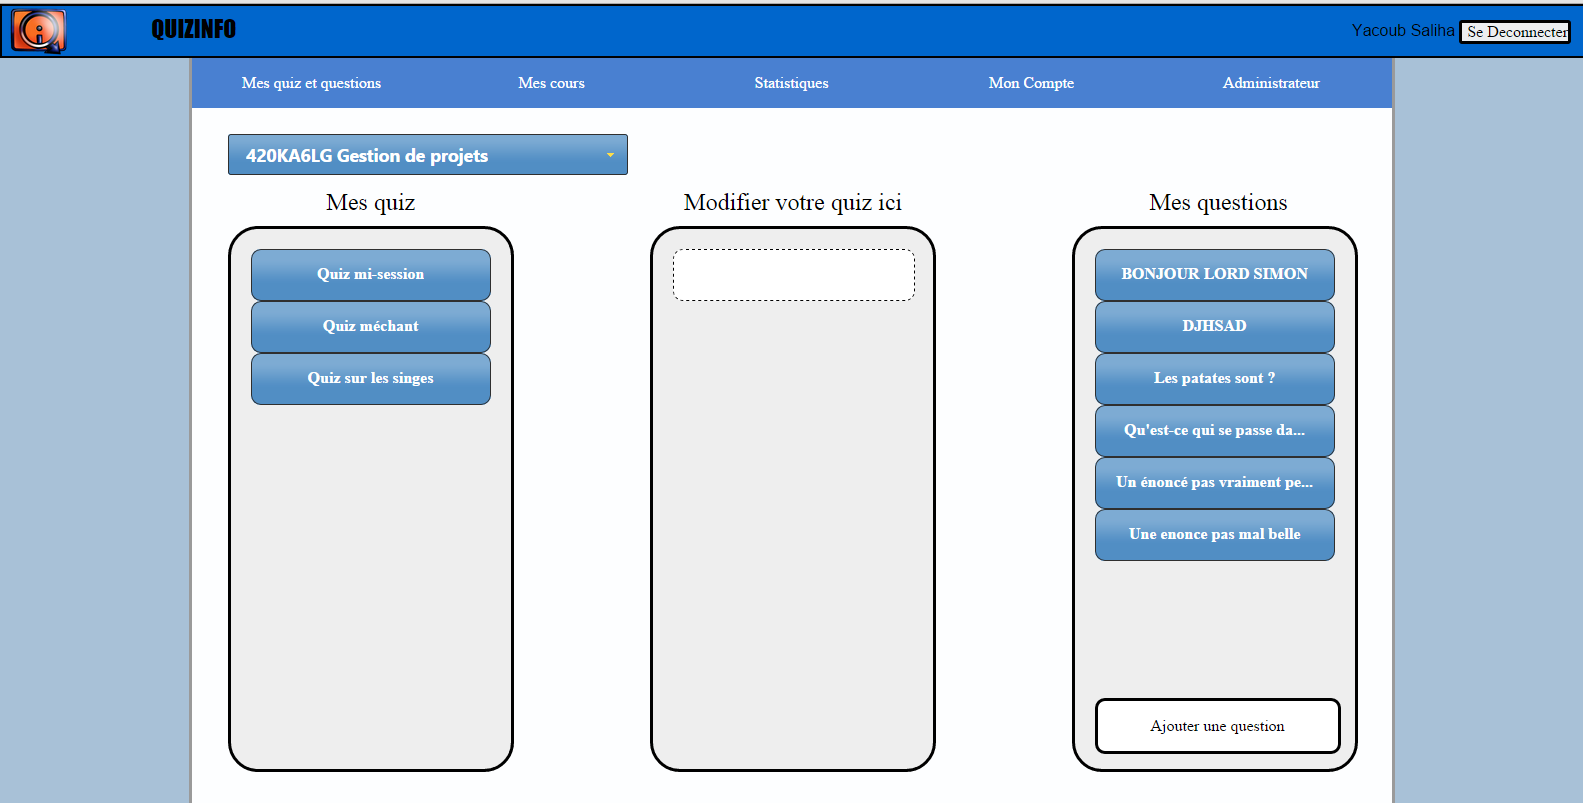 QUIZINFO
Yacoub Saliha Se Deconnecter
Mes quiz et questions Mes cours Statistiques Mon Compte Administrateur
420KA6LG Gestion de projets
Mes quiz
Quiz mi-session
Quiz méchant
Quiz sur les singes
Modifier votre quiz ici
Mes questions
BONJOUR LORD SIMON
DJHSAD
Les patates sont ?
Qu'est-ce qui se passe da...
Un énoncé pas vraiment pe...
Une enonce pas mal belle
Ajouter une question